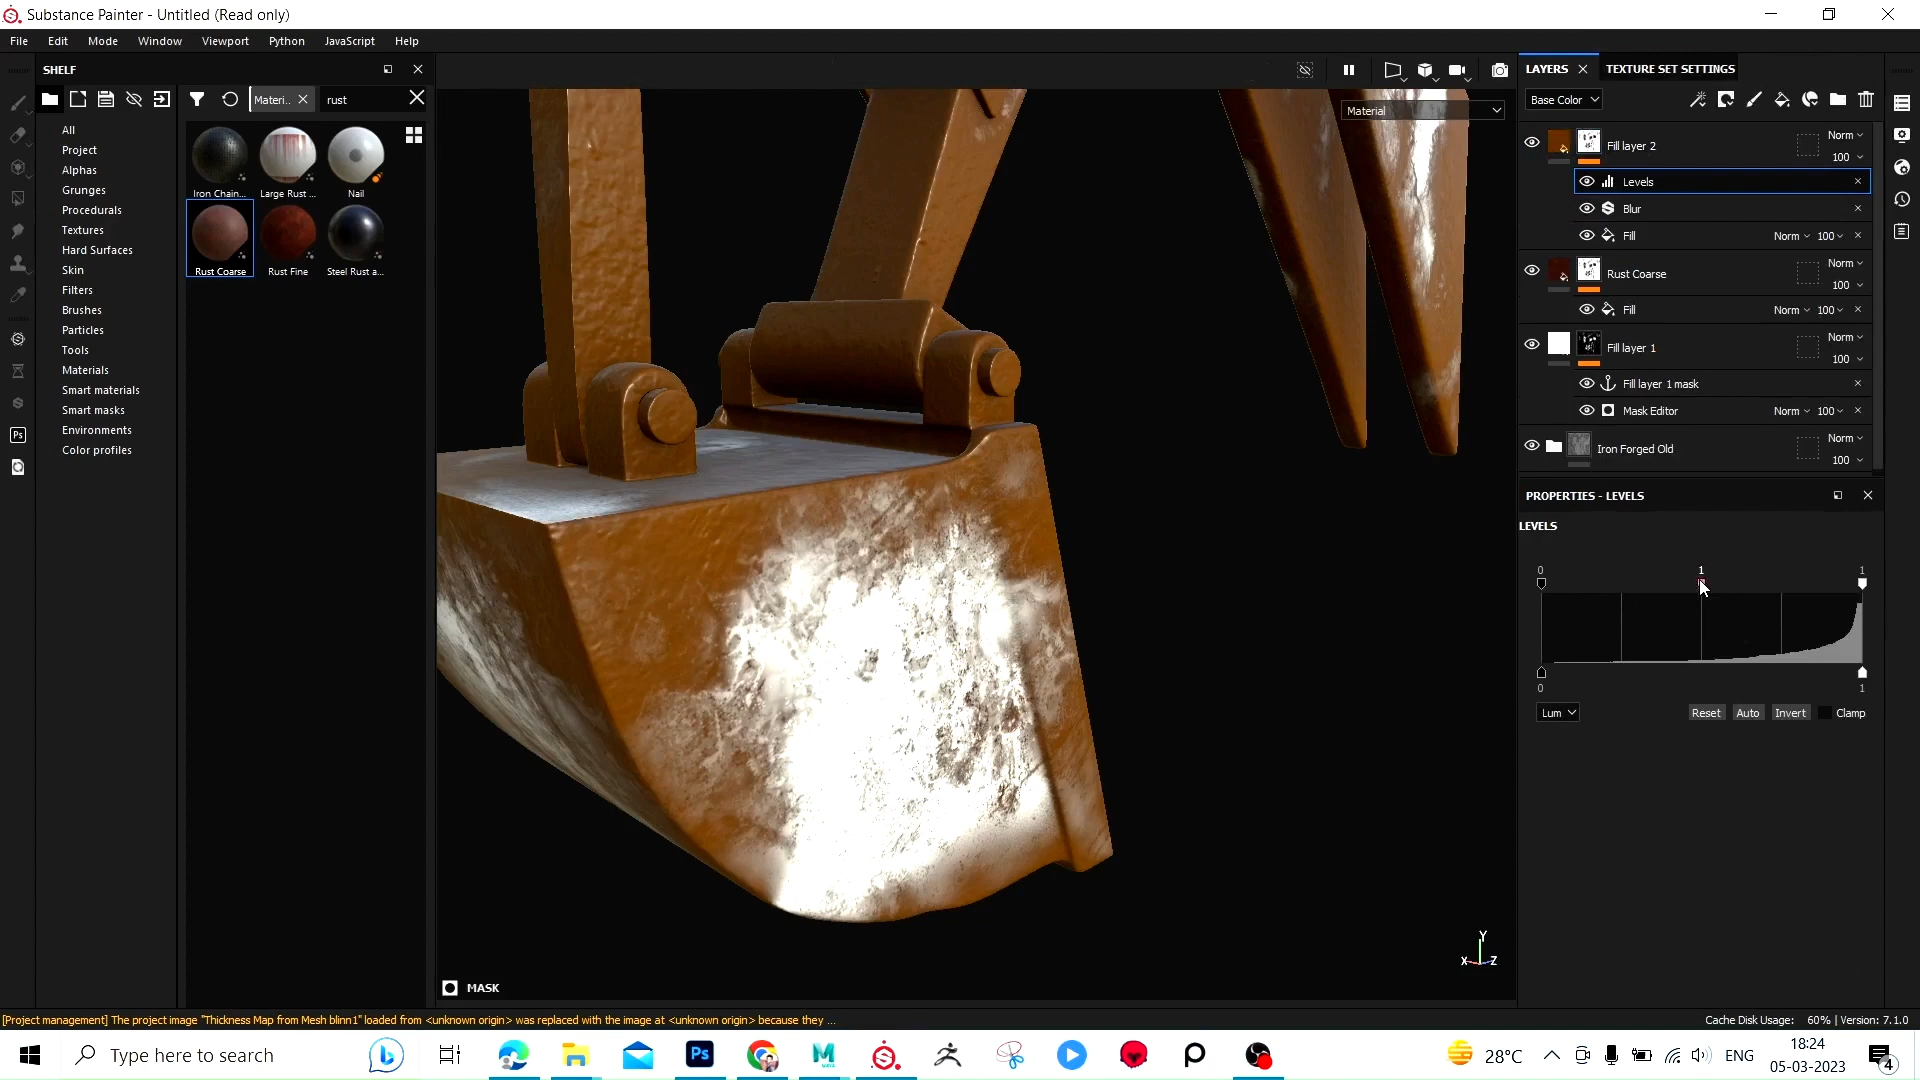 Substance Painter - Untitled (Read only)
File Edit Mode Window Viewport Python JavaScript Help
SHELF
Materi..
rust
All
Project
Alphas
Grunges
Procedurals
Textures
Hard Surfaces
Skin
Filters
Brushes
Particles
Tools
Materials
Smart materials
Smart masks
Environments
Color profiles
Iron Chain...
Large Rust ...
Nail
Rust Coarse
Rust Fine
Steel Rust a...
Material
MASK
Y
X
Z
LAYERS
TEXTURE SET SETTINGS
Base Color
Fill layer 2
Norm
100
Levels
Blur
Fill
Norm
100
Rust Coarse
Norm
100
Fill
Norm
100
Fill layer 1
Norm
100
Fill layer 1 mask
Mask Editor
Norm
100
Iron Forged Old
Norm
100
PROPERTIES - LEVELS
LEVELS
0 1 1
0 1
Lum
Reset
Auto
Invert
Clamp
[Project management] The project image "Thickness Map from Mesh blinn1" loaded from <unknown origin> was replaced with the image at <unknown origin> because they ...
Cache Disk Usage: 60% | Version: 7.1.0
Type here to search
Ps
28°C
ENG
18:24
05-03-2023
4